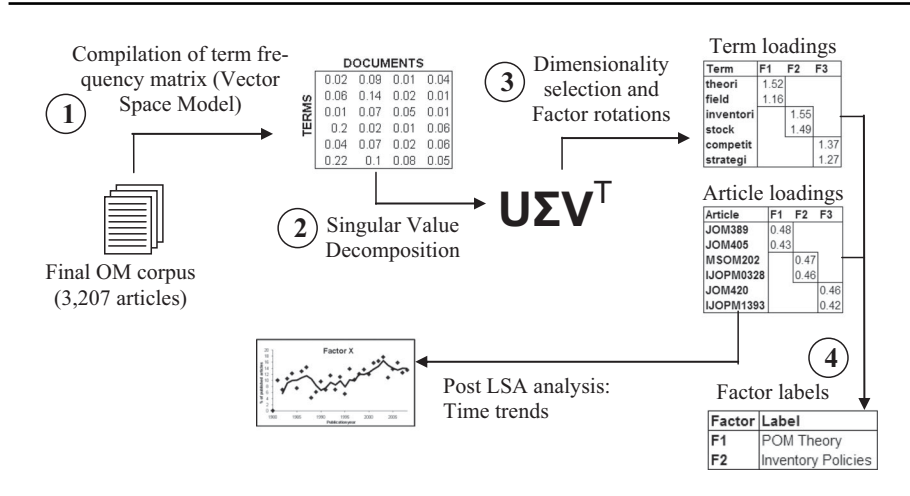 Compilation of term fre-
quency matrix (Vector
Space Model)
1
DOCUMENTS
TERMS
0.02 0.09 0.01 0.04
0.06 0.14 0.02 0.01
0.01 0.07 0.05 0.01
0.2 0.02 0.01 0.06
0.04 0.07 0.02 0.06
0.22 0.1 0.08 0.05
3
Dimensionality
selection and
Factor rotations
Term loadings
Term F1 F2 F3
theori 1.52
field 1.16
inventori 1.55
stock 1.49
competit 1.37
strategi 1.27
Final OM corpus
(3,207 articles)
2
Singular Value
Decomposition
UΣV^T
Article loadings
Article F1 F2 F3
JOM389 0.48
JOM405 0.43
MSOM202 0.47
IJOPM0328 0.46
JOM420 0.46
IJOPM1393 0.42
Factor X
Publication year
Post LSA analysis:
Time trends
4
Factor labels
Factor Label
F1 POM Theory
F2 Inventory Policies